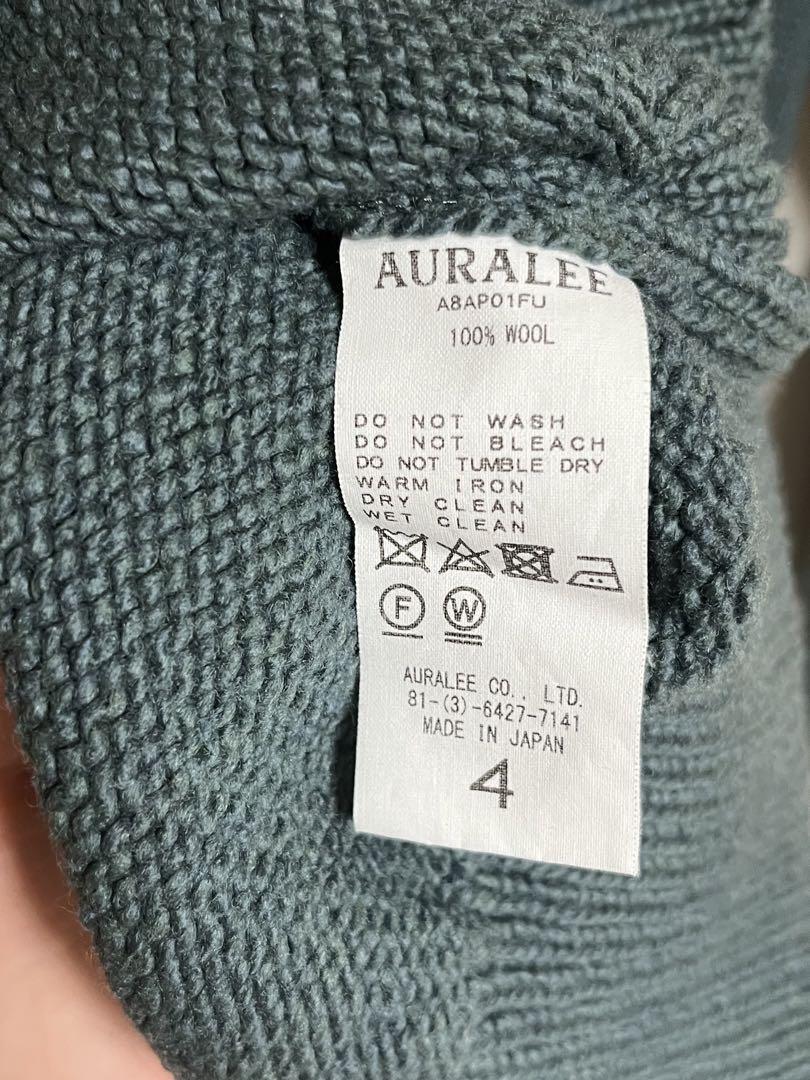 AURALEE
A8AP01FU
100% WOOL
DO NOT WASH
DO NOT BLEACH
DO NOT TUMBLE DRY
WARM IRON
DRY CLEAN
WET CLEAN
F W
AURALEE CO., LTD.
81-(3)-6427-7141
MADE IN JAPAN
4